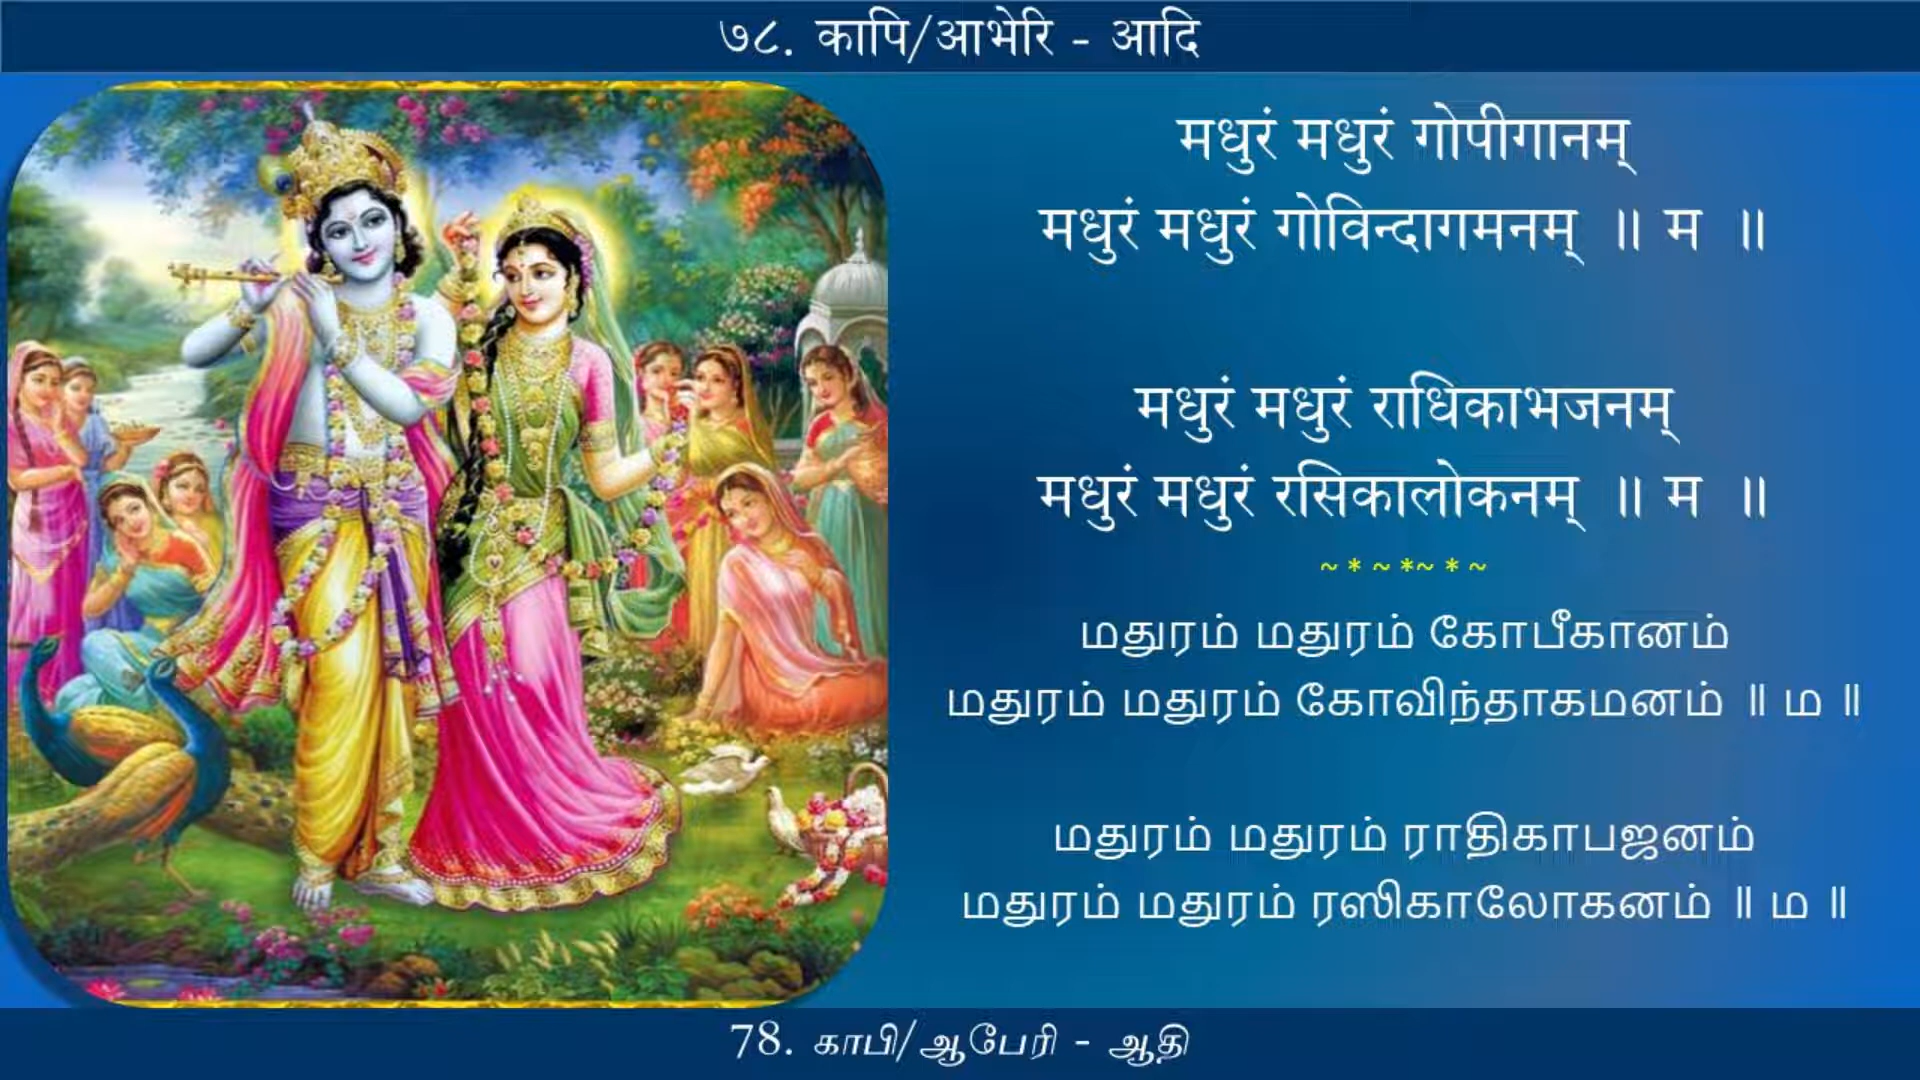 ७८. कापि/आभेरि - आदि
मधुरं मधुरं गोपीगानम्
मधुरं मधुरं गोविन्दागमनम् ॥ म ॥
मधुरं मधुरं राधिकाभजनम्
मधुरं मधुरं रसिकालोकनम् ॥ म ॥
~ * ~ *~ * ~
மதுரம் மதுரம் கோபீகானம்
மதுரம் மதுரம் கோவிந்தாகமனம் ॥ ம ॥
மதுரம் மதுரம் ராதிகாபஜனம்
மதுரம் மதுரம் ரஸிகாலோகனம் ॥ ம ॥
78. காபி/ஆபேரி - ஆதி